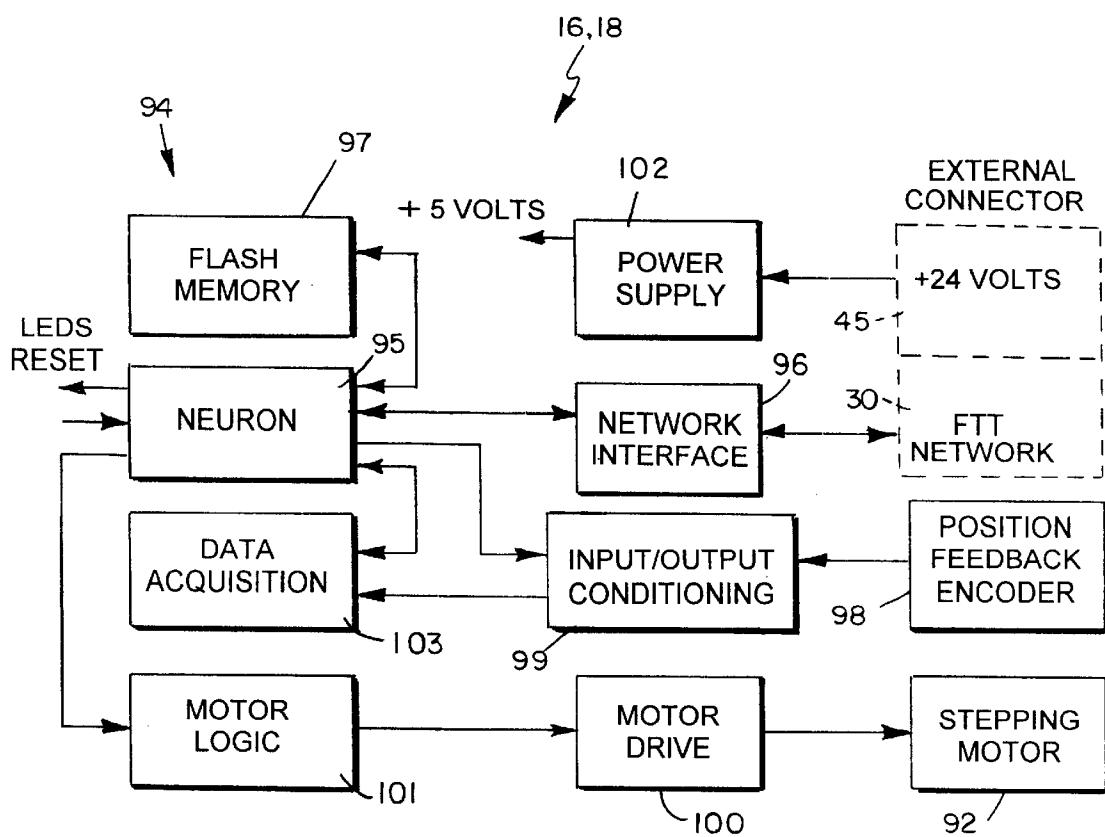 16,18
94
97
102
EXTERNAL
CONNECTOR
+ 5 VOLTS
FLASH
MEMORY
POWER
SUPPLY
+24 VOLTS
45
LEDS
RESET
95
NEURON
96
NETWORK
INTERFACE
30
FTT
NETWORK
DATA
ACQUISITION
103
INPUT/OUTPUT
CONDITIONING
99
POSITION
FEEDBACK
ENCODER
98
MOTOR
LOGIC
101
MOTOR
DRIVE
100
STEPPING
MOTOR
92